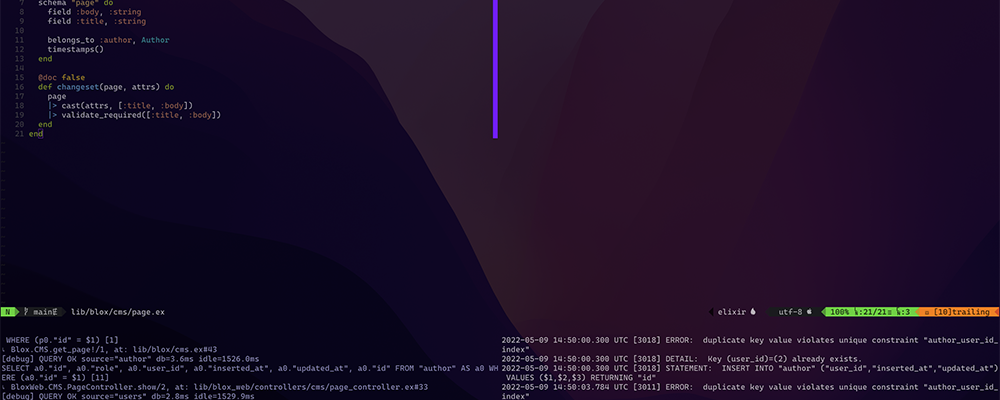 7 schema "page" do
8 field :body, :string
9 field :title, :string
10
11 belongs_to :author, Author
12 timestamps()
13 end
14
15 @doc false
16 def changeset(page, attrs) do
17 page
18 |> cast(attrs, [:title, :body])
19 |> validate_required([:title, :body])
20 end
21 end
N main lib/blox/cms/page.ex elixir utf-8 100% :21/21 :3 [10]trailing
WHERE (p0."id" = $1) [1]
↳ Blox.CMS.get_page!/1, at: lib/blox/cms.ex#43
[debug] QUERY OK source="author" db=3.6ms idle=1526.0ms
SELECT a0."id", a0."role", a0."user_id", a0."inserted_at", a0."updated_at", a0."id" FROM "author" AS a0 WH
ERE (a0."id" = $1) [11]
↳ BloxWeb.CMS.PageController.show/2, at: lib/blox_web/controllers/cms/page_controller.ex#33
[debug] QUERY OK source="users" db=2.8ms idle=1529.9ms
2022-05-09 14:50:00.300 UTC [3018] ERROR:  duplicate key value violates unique constraint "author_user_id_
index"
2022-05-09 14:50:00.300 UTC [3018] DETAIL:  Key (user_id)=(2) already exists.
2022-05-09 14:50:00.300 UTC [3018] STATEMENT:  INSERT INTO "author" ("user_id","inserted_at","updated_at")
VALUES ($1,$2,$3) RETURNING "id"
2022-05-09 14:50:03.784 UTC [3011] ERROR:  duplicate key value violates unique constraint "author_user_id_
index"